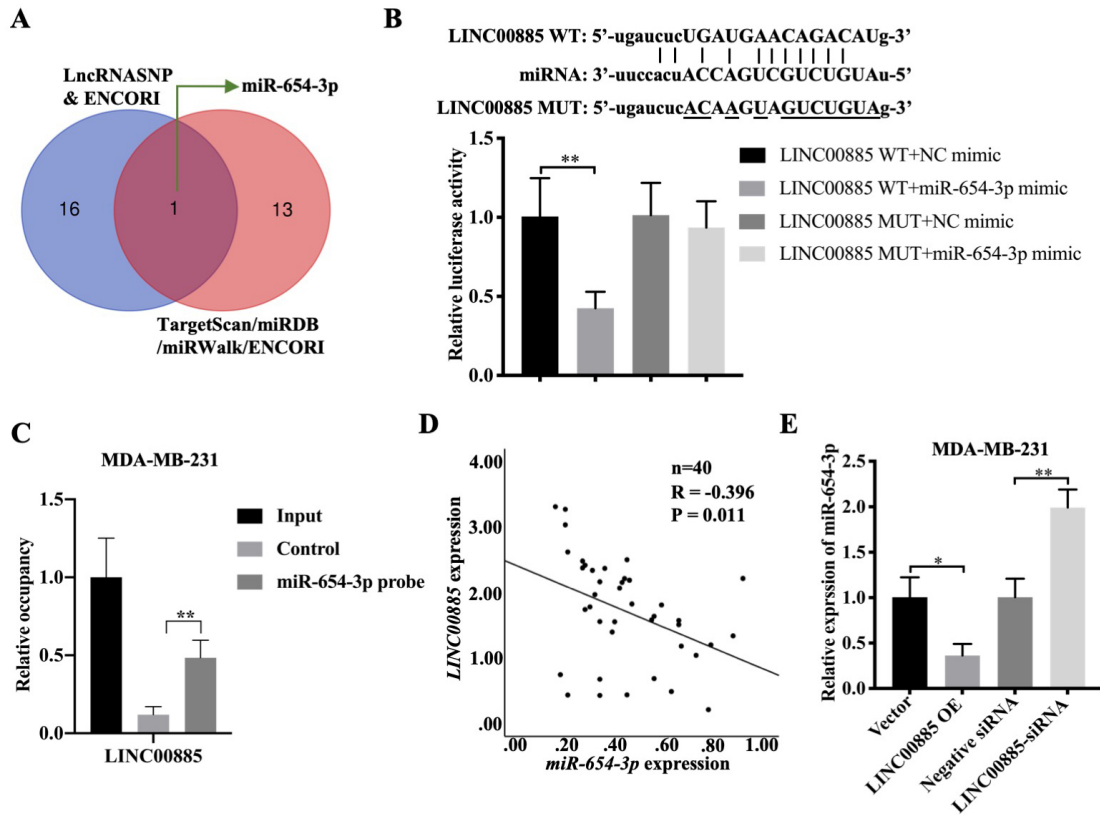 A
LncRNASNP
& ENCORI
miR-654-3p
16
1
13
TargetScan/miRDB
/miRWalk/ENCORI
B
LINC00885 WT: 5’-ugaucucUGAUGAACAGACAUg-3’
miRNA: 3’-uuccacuACCAGUCGUCUGUAu-5’
LINC00885 MUT: 5’-ugaucucACAAGUAGUCUGUAg-3’
Relative luciferase activity
1.5
1.0
0.5
0.0
**
LINC00885 WT+NC mimic
LINC00885 WT+miR-654-3p mimic
LINC00885 MUT+NC mimic
LINC00885 MUT+miR-654-3p mimic
C
MDA-MB-231
Relative occupancy
1.5
1.0
0.5
0.0
**
LINC00885
Input
Control
miR-654-3p probe
D
LINC00885 expression
4.00
3.00
2.00
1.00
.00
n=40
R = -0.396
P = 0.011
.00 .20 .40 .60 .80 1.00
miR-654-3p expression
E
MDA-MB-231
Relative exprssion of miR-654-3p
2.5
2.0
1.5
1.0
0.5
0.0
*
**
Vector
LINC00885 OE
Negative siRNA
LINC00885-siRNA